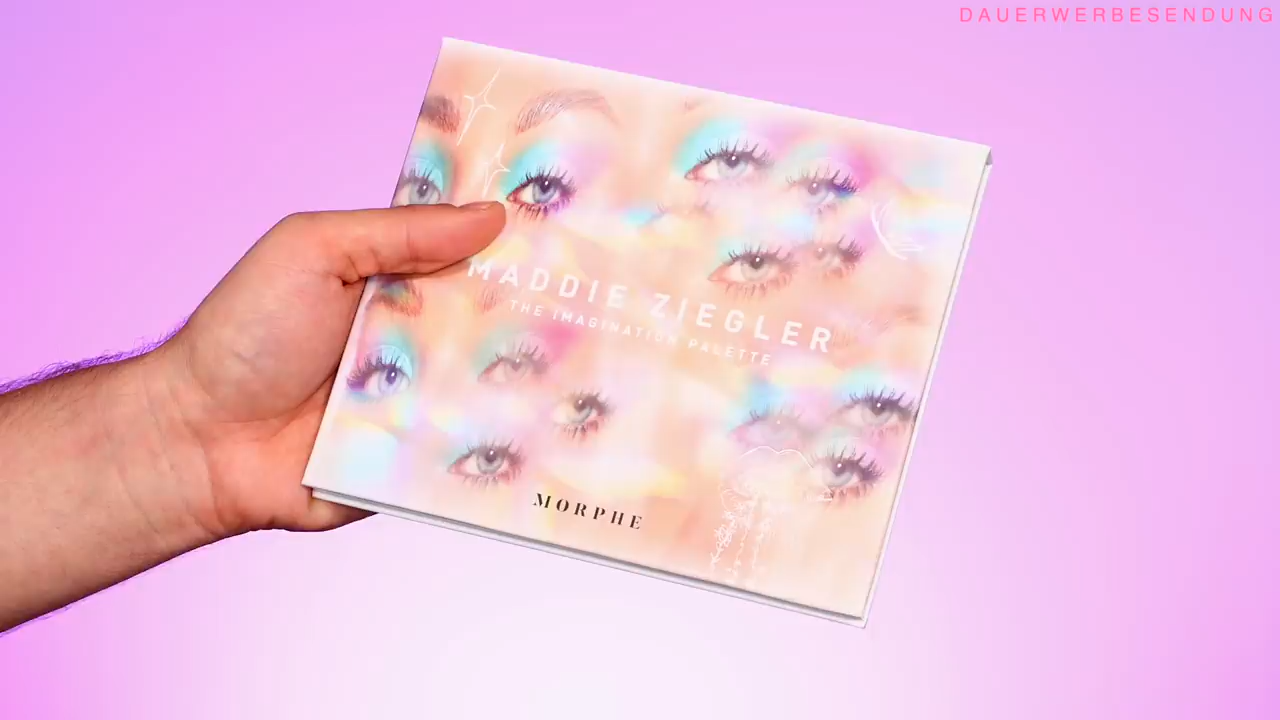 DAUERWERBESENDUNG
MADDIE ZIEGLER
THE IMAGINATION PALETTE
MORPHE